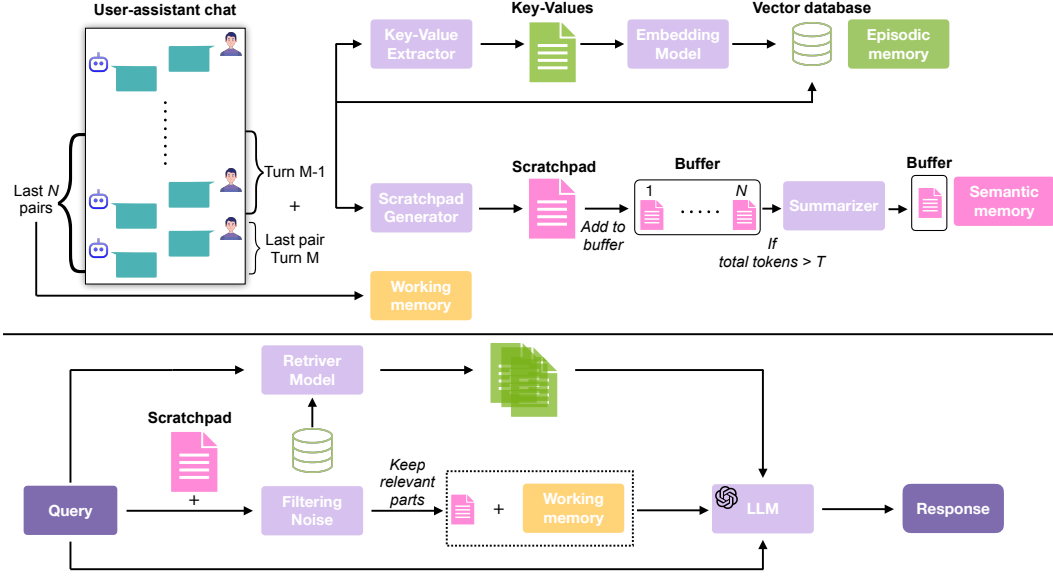 User-assistant chat
Key-Values
Vector database
Key-Value
Extractor
Embedding
Model
Episodic
memory
Turn M-1
Last N
pairs
+
Last pair
Turn M
Scratchpad
Generator
Scratchpad
Add to
buffer
Buffer
1
N
.....
If
total tokens > T
Summarizer
Buffer
Semantic
memory
Working
memory
Retriver
Model
Scratchpad
+
Query
Filtering
Noise
Keep
relevant
parts
+
Working
memory
LLM
Response